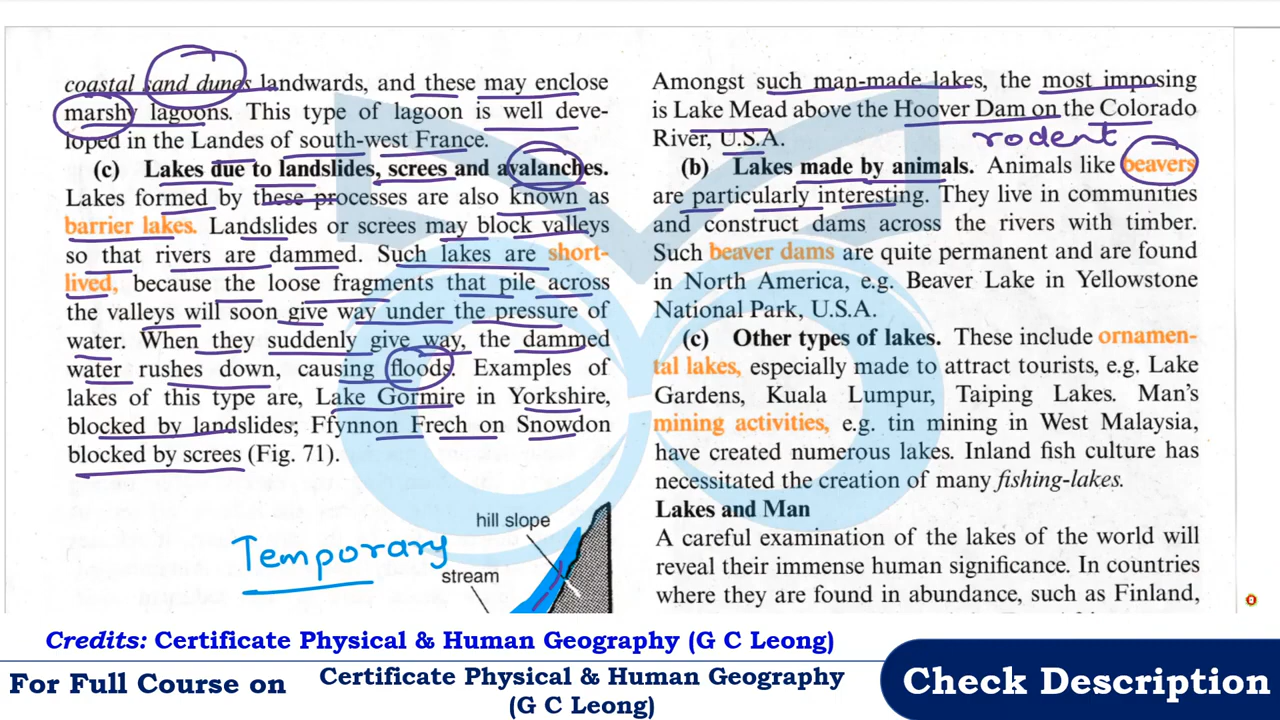 coastal sand dunes landwards, and these may enclose
marshy lagoons. This type of lagoon is well deve-
loped in the Landes of south-west France.
(c) Lakes due to landslides, screes and avalanches.
Lakes formed by these processes are also known as
barrier lakes. Landslides or screes may block valleys
so that rivers are dammed. Such lakes are short-
lived, because the loose fragments that pile across
the valleys will soon give way under the pressure of
water. When they suddenly give way, the dammed
water rushes down, causing floods. Examples of
lakes of this type are, Lake Gormire in Yorkshire,
blocked by landslides; Ffynnon Frech on Snowdon
blocked by screes (Fig. 71).
hill slope
Temporary
stream
Amongst such man-made lakes, the most imposing
is Lake Mead above the Hoover Dam on the Colorado
River, U.S.A.
rodent
(b) Lakes made by animals. Animals like beavers
are particularly interesting. They live in communities
and construct dams across the rivers with timber.
Such beaver dams are quite permanent and are found
in North America, e.g. Beaver Lake in Yellowstone
National Park, U.S.A.
(c) Other types of lakes. These include ornamen-
tal lakes, especially made to attract tourists, e.g. Lake
Gardens, Kuala Lumpur, Taiping Lakes. Man's
mining activities, e.g. tin mining in West Malaysia,
have created numerous lakes. Inland fish culture has
necessitated the creation of many fishing-lakes.
Lakes and Man
A careful examination of the lakes of the world will
reveal their immense human significance. In countries
where they are found in abundance, such as Finland,
Credits: Certificate Physical & Human Geography (G C Leong)
For Full Course on
Certificate Physical & Human Geography
(G C Leong)
Check Description